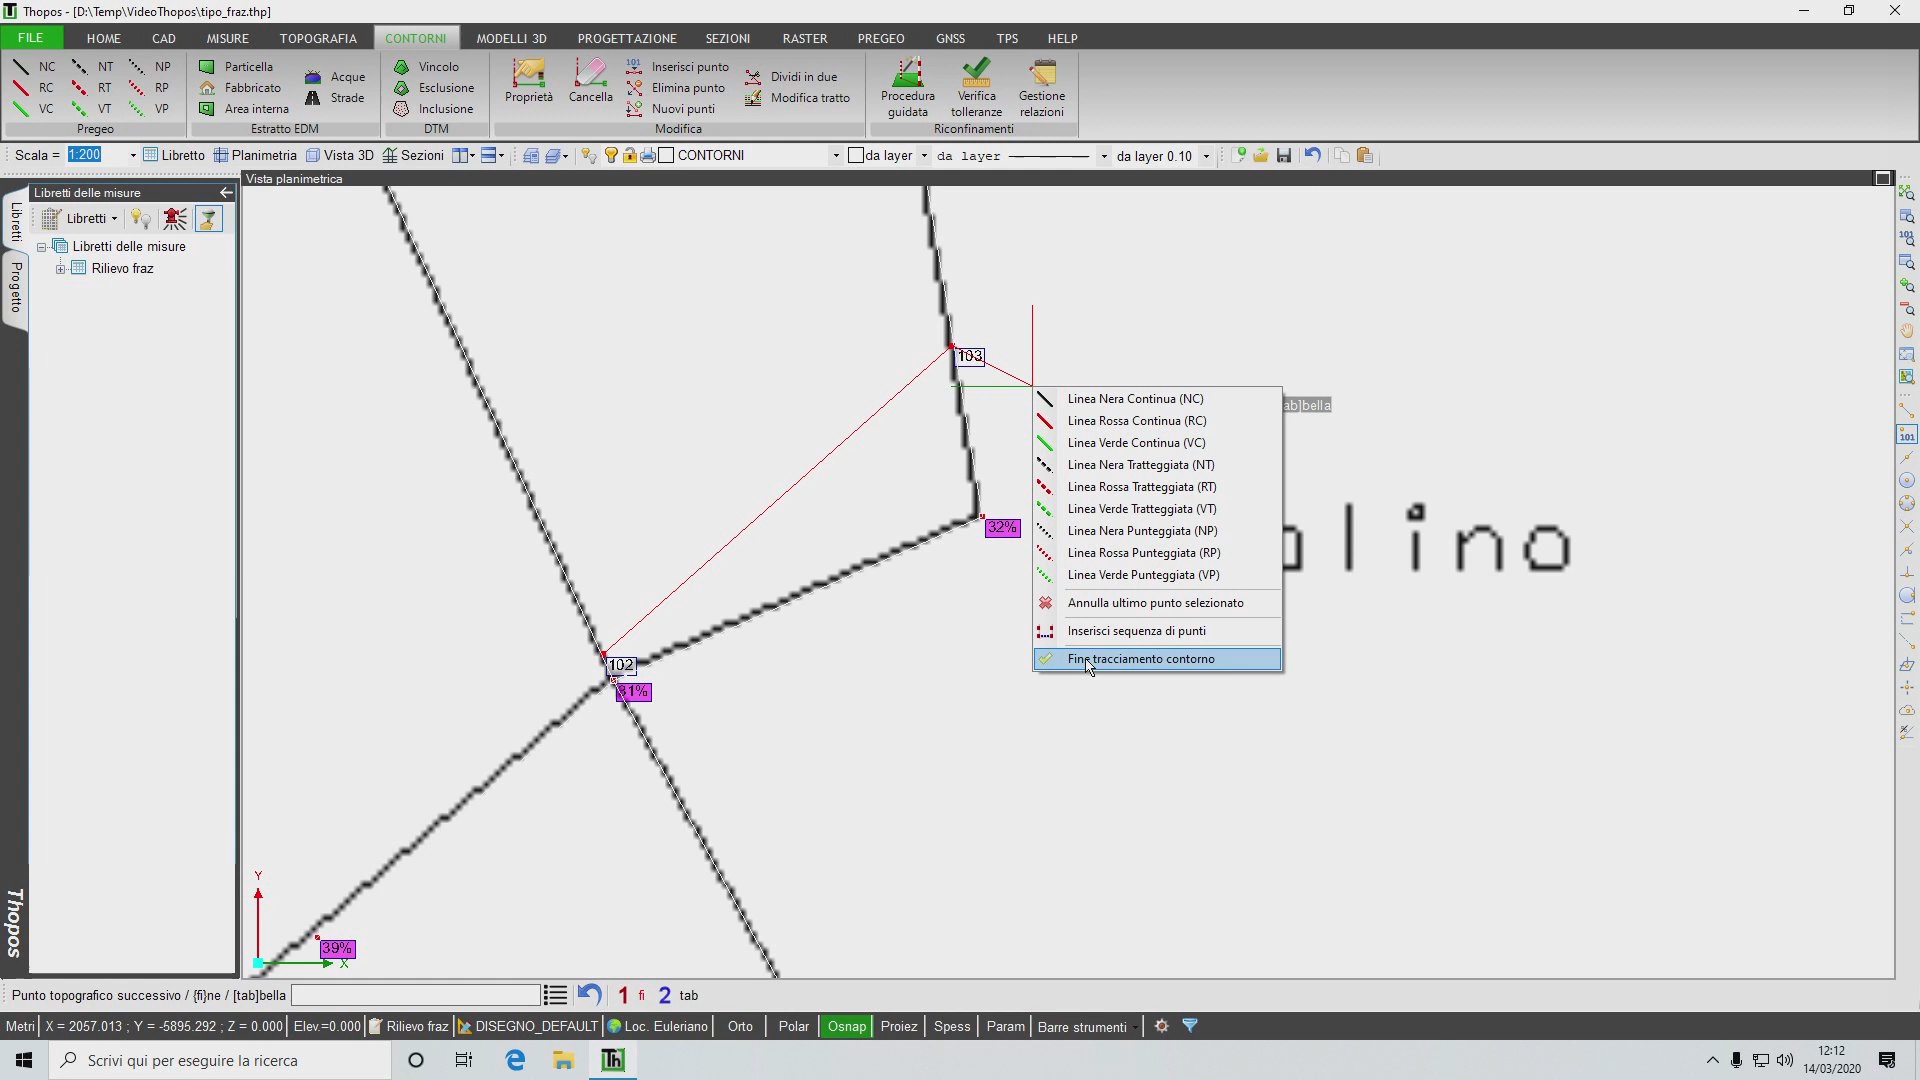 Thopos - [D:\Temp\VideoThopos\tipo_fraz.thp]
FILE HOME CAD MISURE TOPOGRAFIA CONTORNI MODELLI 3D PROGETTAZIONE SEZIONI RASTER PREGEO GNSS TPS HELP
NC NT NP
RC RT RP
VC VT VP
Pregeo
Particella
Fabbricato
Area interna
Acque
Strade
Estratto EDM
Vincolo
Esclusione
Inclusione
DTM
Proprietà
Cancella
101 Inserisci punto
Elimina punto
Nuovi punti
Dividi in due
Modifica tratto
Modifica
Procedura guidata
Verifica tolleranze
Gestione relazioni
Riconfinamenti
Scala = 1:200 Libretto Planimetria Vista 3D Sezioni CONTORNI da layer da layer da layer 0.10
Libretti delle misure
Vista planimetrica
Libretti
Libretti
Libretti delle misure
Rilievo fraz
Progetto
Thopos
101
101
103
Linea Nera Continua (NC)
ab]bella
Linea Rossa Continua (RC)
Linea Verde Continua (VC)
Linea Nera Tratteggiata (NT)
Linea Rossa Tratteggiata (RT)
Linea Verde Tratteggiata (VT)
Linea Nera Punteggiata (NP)
Linea Rossa Punteggiata (RP)
Linea Verde Punteggiata (VP)
Annulla ultimo punto selezionato
Inserisci sequenza di punti
Fine tracciamento contorno
lino
32%
102
31%
39%
Y
X
Punto topografico successivo / {fi}ne / [tab]bella 1 fi 2 tab
Metri X = 2057.013 ; Y = -5895.292 ; Z = 0.000 Elev.=0.000 Rilievo fraz DISEGNO_DEFAULT Loc. Euleriano Orto Polar Osnap Proiez Spess Param Barre strumenti
Scrivi qui per eseguire la ricerca
Th
12:12
14/03/2020